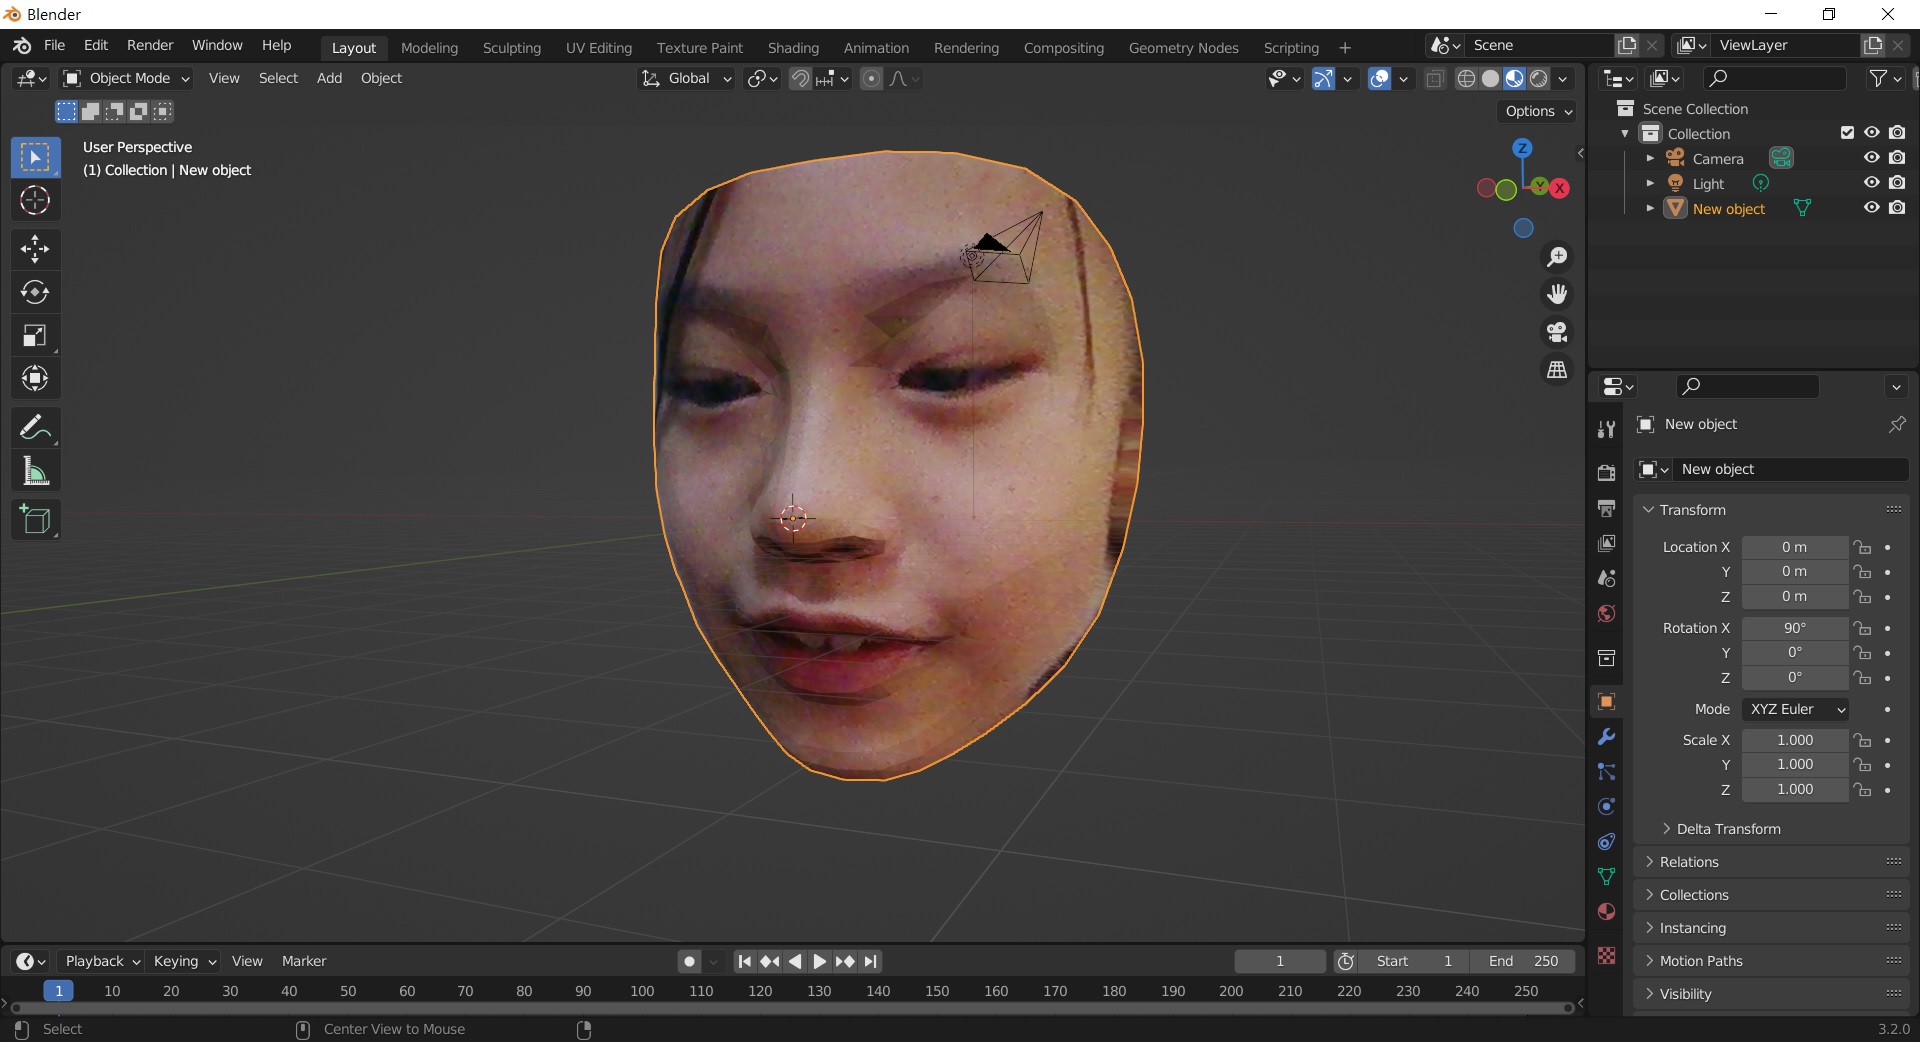 Blender
File Edit Render Window Help Layout Modeling Sculpting UV Editing Texture Paint Shading Animation Rendering Compositing Geometry Nodes Scripting + Scene ViewLayer
Object Mode View Select Add Object Global
Options
User Perspective
(1) Collection | New object
Z
Y X
Scene Collection
Collection
Camera
Light
New object
New object
New object
Transform
Location X 0 m
Y 0 m
Z 0 m
Rotation X 90°
Y 0°
Z 0°
Mode XYZ Euler
Scale X 1.000
Y 1.000
Z 1.000
Delta Transform
Relations
Collections
Instancing
Motion Paths
Visibility
Playback Keying View Marker 1 Start 1 End 250
1 10 20 30 40 50 60 70 80 90 100 110 120 130 140 150 160 170 180 190 200 210 220 230 240 250
Select Center View to Mouse 3.2.0